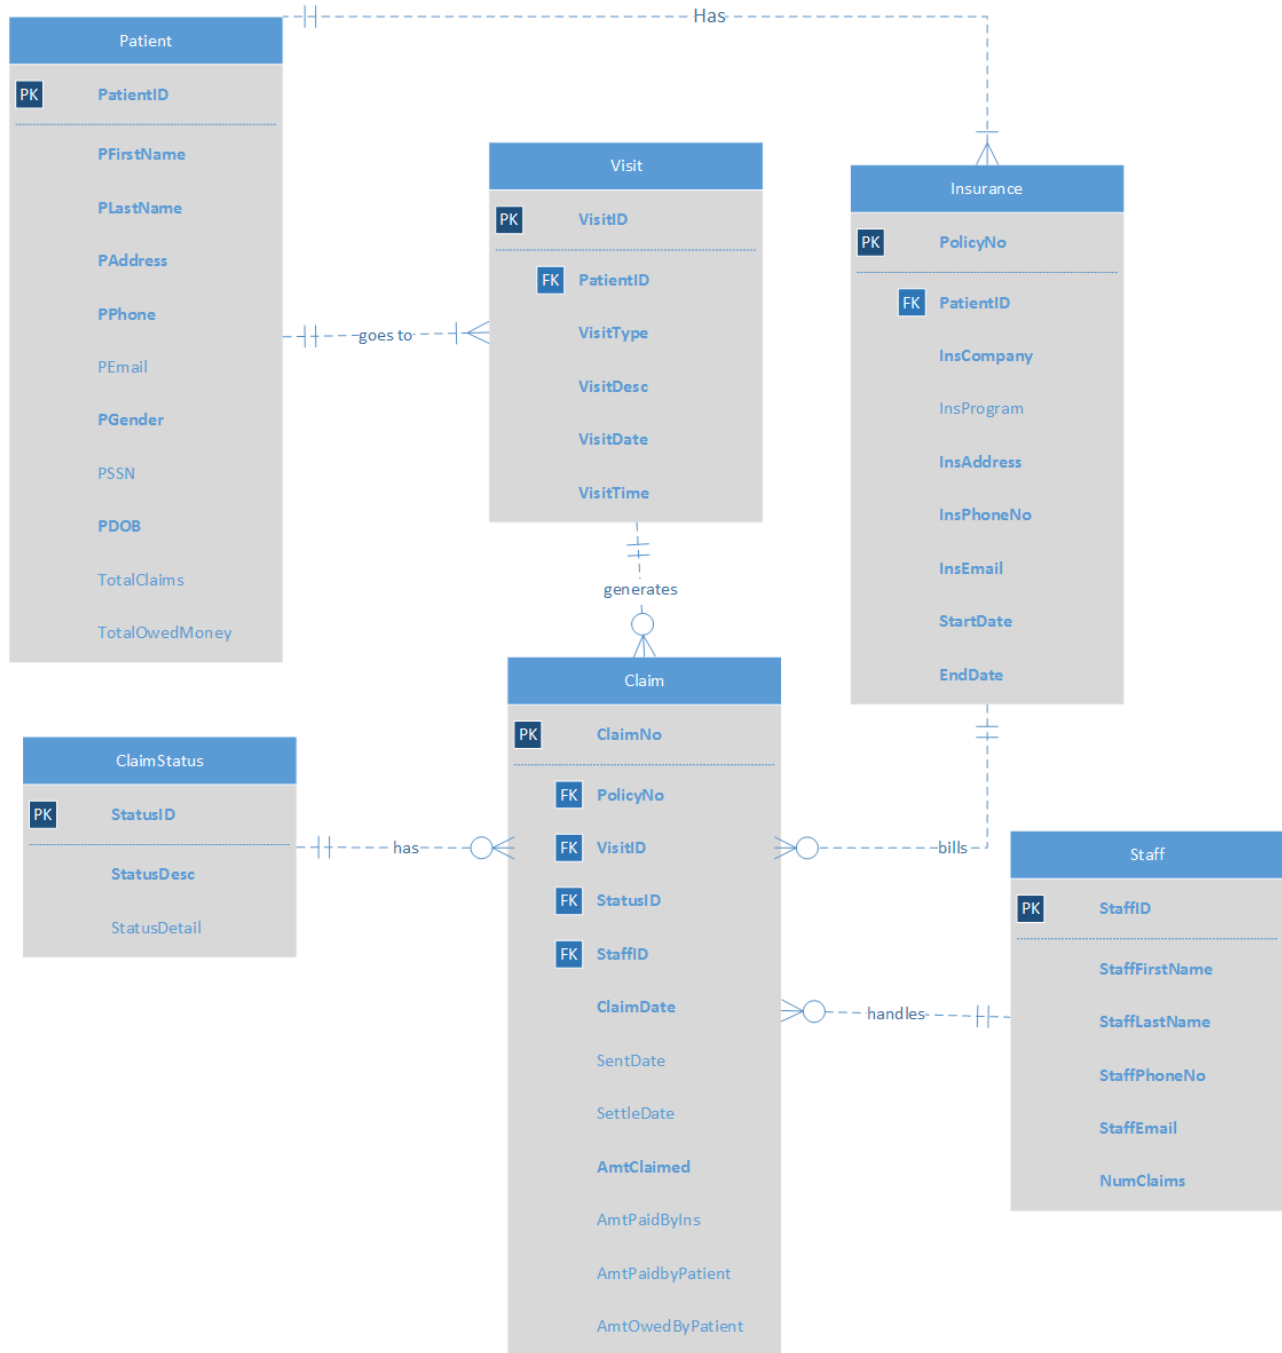 Has
Patient
PK PatientID
PFirstName
PLastName
PAddress
PPhone
PEmail
PGender
PSSN
PDOB
TotalClaims
TotalOwedMoney
goes to
Visit
PK VisitID
FK PatientID
VisitType
VisitDesc
VisitDate
VisitTime
Insurance
PK PolicyNo
FK PatientID
InsCompany
InsProgram
InsAddress
InsPhoneNo
InsEmail
StartDate
EndDate
generates
ClaimStatus
PK StatusID
StatusDesc
StatusDetail
has
Claim
PK ClaimNo
FK PolicyNo
FK VisitID
FK StatusID
FK StaffID
ClaimDate
SentDate
SettleDate
AmtClaimed
AmtPaidByIns
AmtPaidbyPatient
AmtOwedByPatient
bills
handles
Staff
PK StaffID
StaffFirstName
StaffLastName
StaffPhoneNo
StaffEmail
NumClaims